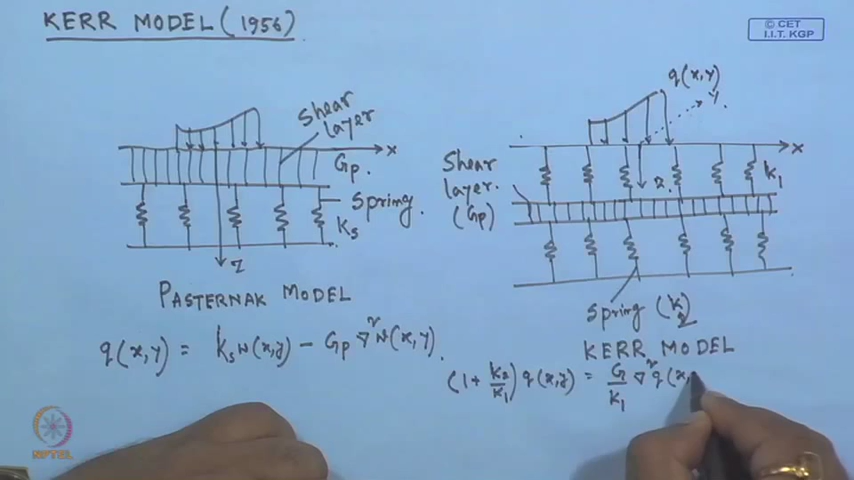 KERR MODEL (1956)
© CET
I.I.T. KGP
Shear
layer
x
Gp.
Spring
ks
z
PASTERNAK MODEL
q(x,y) = ksw(x,y) - Gp∇²w(x,y).
q(x,y)
y.
x
k1
z.
Shear
layer.
(Gp)
Spring (k2)
KERR MODEL
(1+ k2/k1) q(x,y) = G/k1 ∇²q(x,
NPTEL